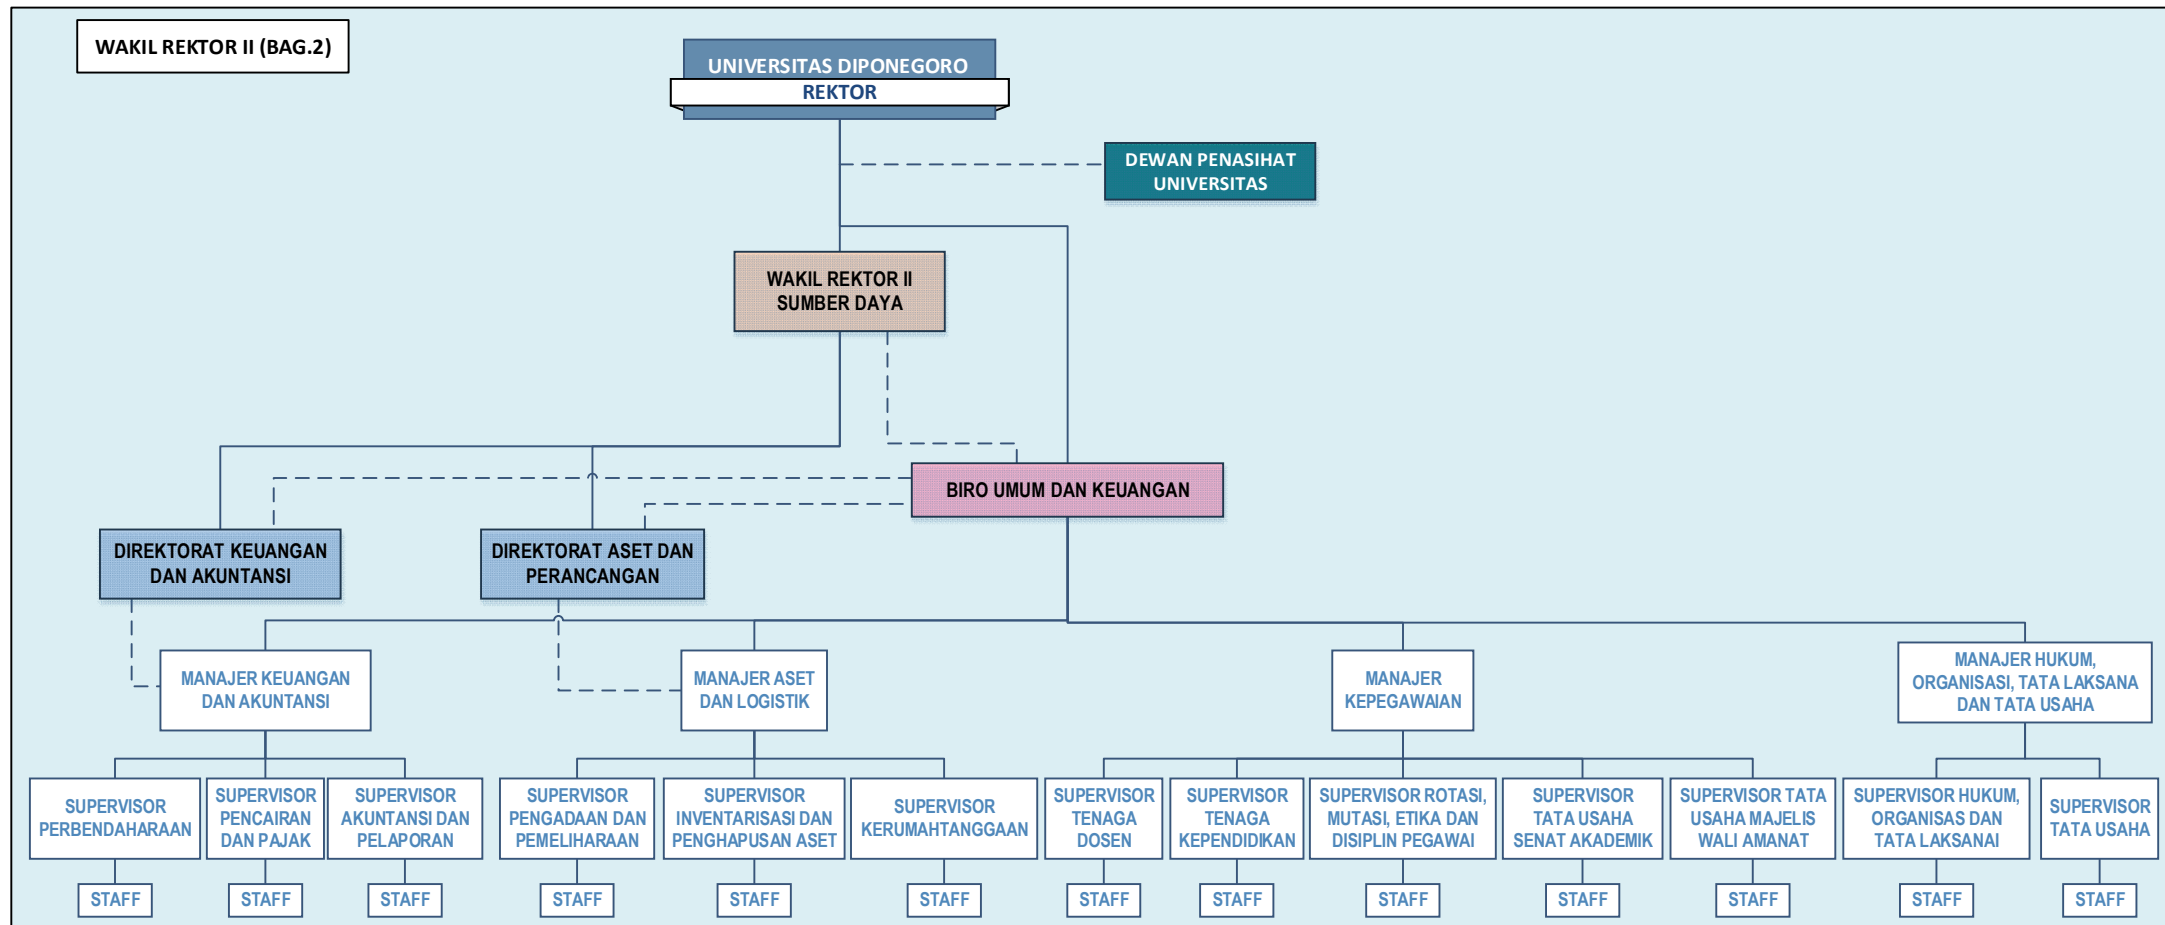 WAKIL REKTOR II (BAG.2)
UNIVERSITAS DIPONEGORO
REKTOR
DEWAN PENASIHAT
UNIVERSITAS
WAKIL REKTOR II
SUMBER DAYA
BIRO UMUM DAN KEUANGAN
DIREKTORAT KEUANGAN
DAN AKUNTANSI
DIREKTORAT ASET DAN
PERANCANGAN
MANAJER KEUANGAN
DAN AKUNTANSI
MANAJER ASET
DAN LOGISTIK
MANAJER
KEPEGAWAIAN
MANAJER HUKUM,
ORGANISASI, TATA LAKSANA
DAN TATA USAHA
SUPERVISOR
PERBENDAHARAAN
SUPERVISOR
PENCAIRAN
DAN PAJAK
SUPERVISOR
AKUNTANSI DAN
PELAPORAN
SUPERVISOR
PENGADAAN DAN
PEMELIHARAAN
SUPERVISOR
INVENTARISASI DAN
PENGHAPUSAN ASET
SUPERVISOR
KERUMAHTANGGAAN
SUPERVISOR
TENAGA
DOSEN
SUPERVISOR
TENAGA
KEPENDIDIKAN
SUPERVISOR ROTASI,
MUTASI, ETIKA DAN
DISIPLIN PEGAWAI
SUPERVISOR
TATA USAHA
SENAT AKADEMIK
SUPERVISOR TATA
USAHA MAJELIS
WALI AMANAT
SUPERVISOR HUKUM,
ORGANISAS DAN
TATA LAKSANAI
SUPERVISOR
TATA USAHA
STAFF
STAFF
STAFF
STAFF
STAFF
STAFF
STAFF
STAFF
STAFF
STAFF
STAFF
STAFF
STAFF